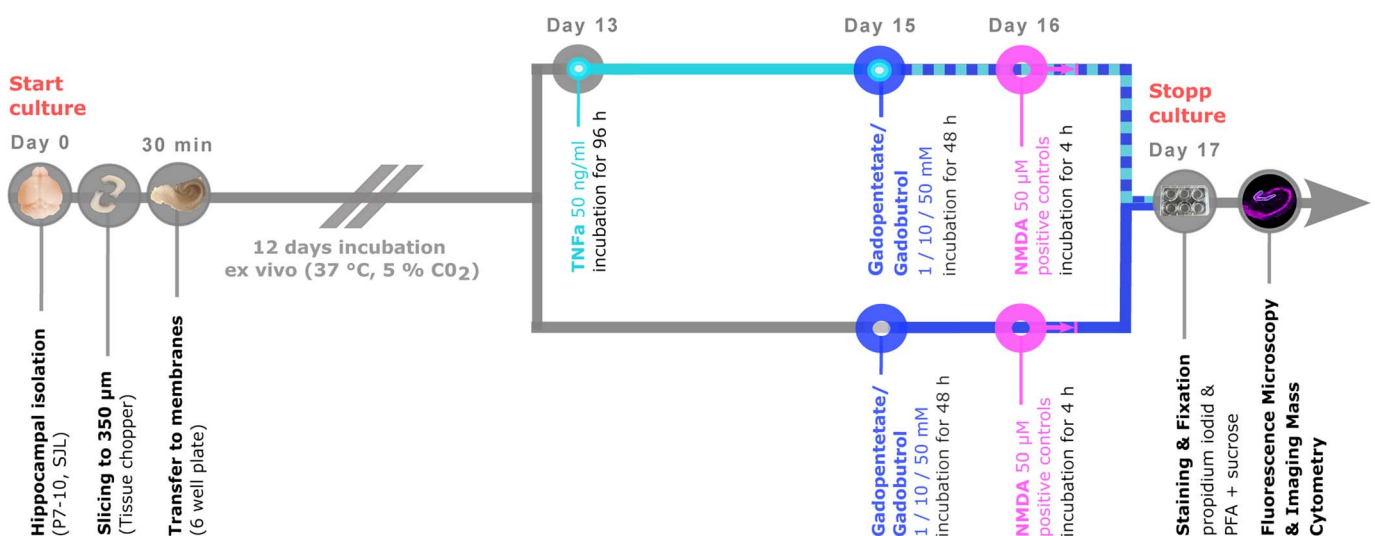 Start
culture
Day 0
30 min
12 days incubation
ex vivo (37 °C, 5 % C0₂)
Hippocampal isolation
(P7-10, SJL)
Slicing to 350 µm
(Tissue chopper)
Transfer to membranes
(6 well plate)
Day 13
TNFa 50 ng/ml
incubation for 96 h
Day 15
Gadopentetate/
Gadobutrol
1 / 10 / 50 mM
incubation for 48 h
Day 16
NMDA 50 µM
positive controls
incubation for 4 h
Gadopentetate/
Gadobutrol
1 / 10 / 50 mM
incubation for 48 h
NMDA 50 µM
positive controls
incubation for 4 h
Stopp
culture
Day 17
Staining & Fixation
propidium iodid &
PFA + sucrose
Fluorescence Microscopy
& Imaging Mass
Cytometry